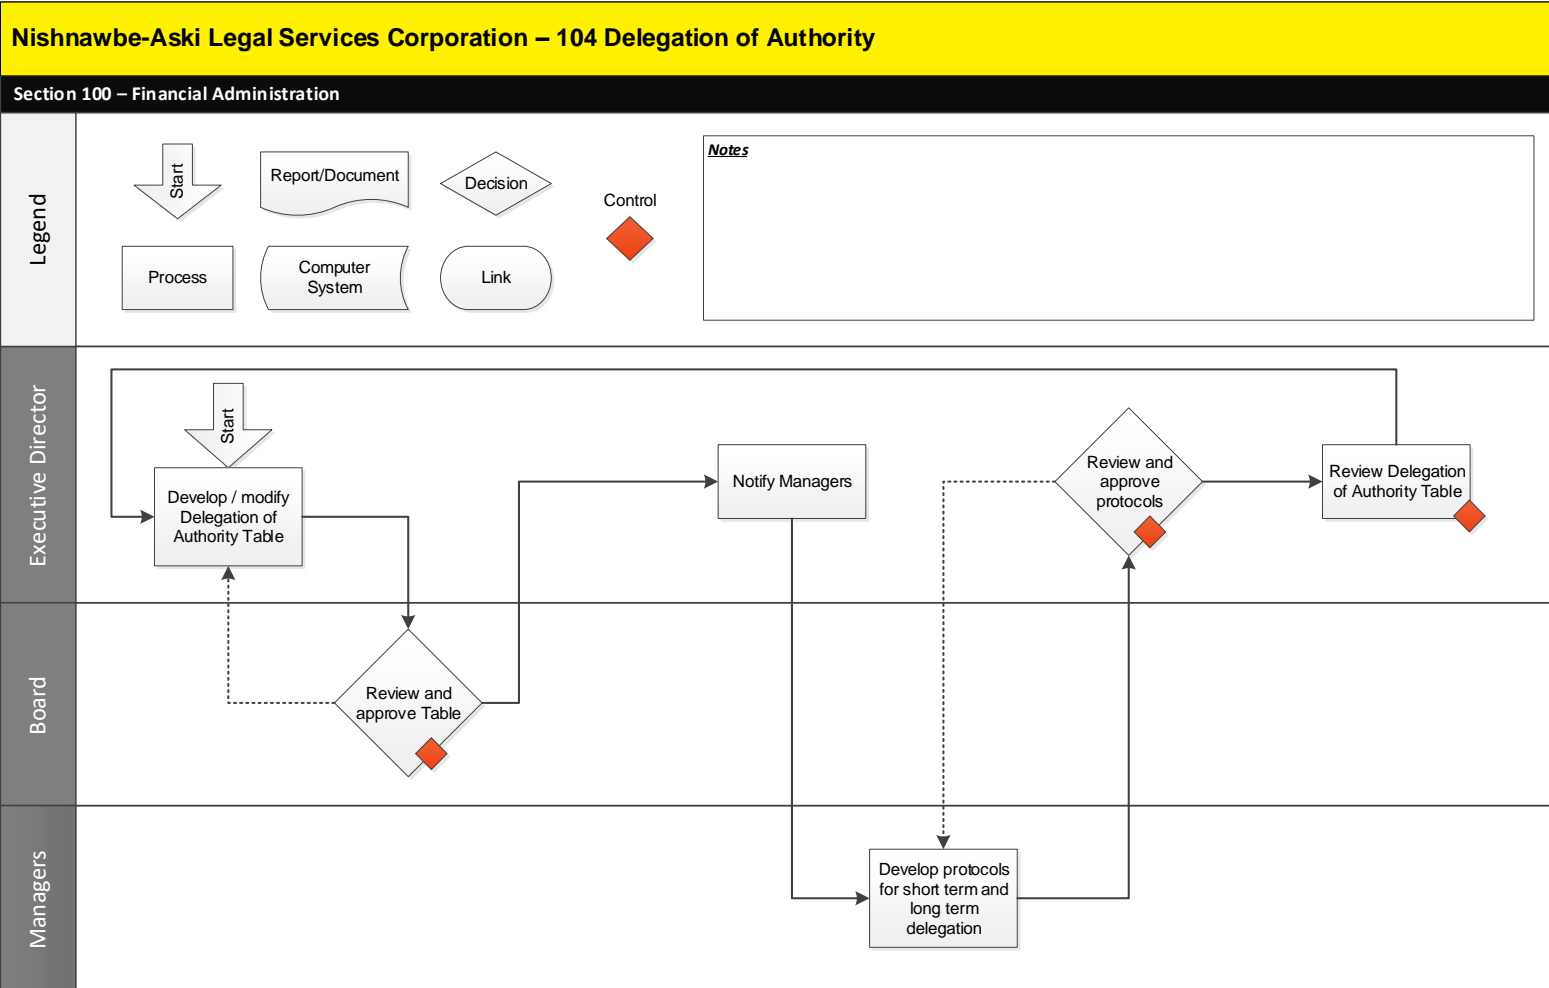 Nishnawbe-Aski Legal Services Corporation – 104 Delegation of Authority
Section 100 – Financial Administration
Legend
Start
Report/Document
Decision
Control
Process
Computer
System
Link
Notes
Executive Director
Start
Develop / modify
Delegation of
Authority Table
Notify Managers
Review and
approve
protocols
Review Delegation
of Authority Table
Board
Review and
approve Table
Managers
Develop protocols
for short term and
long term
delegation